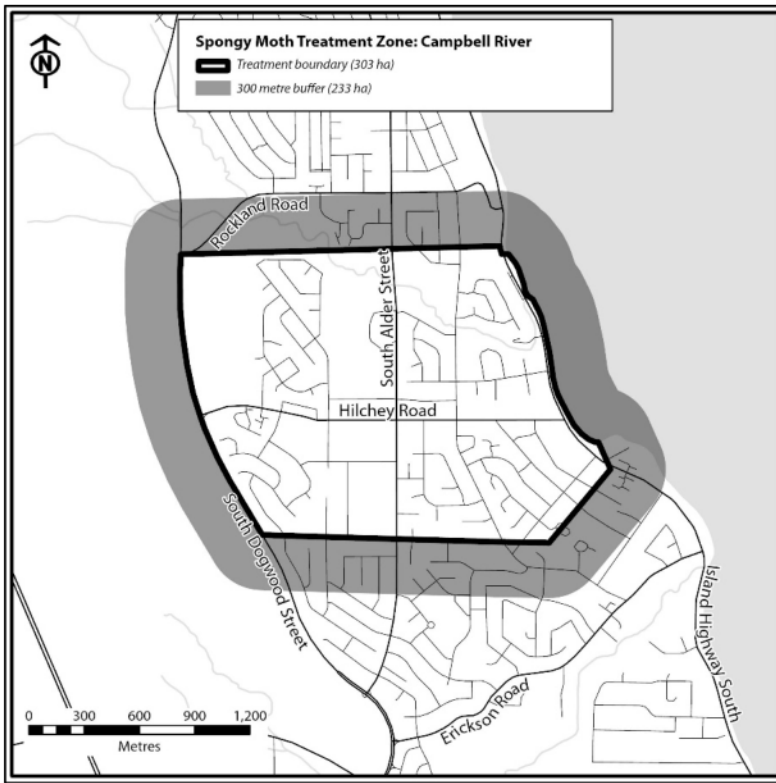 Spongy Moth Treatment Zone: Campbell River
Treatment boundary (303 ha)
300 metre buffer (233 ha)
N
Rockland Road
South Alder Street
Hilchey Road
South Dogwood Street
Island Highway South
Erickson Road
0 300 600 900 1,200
Metres